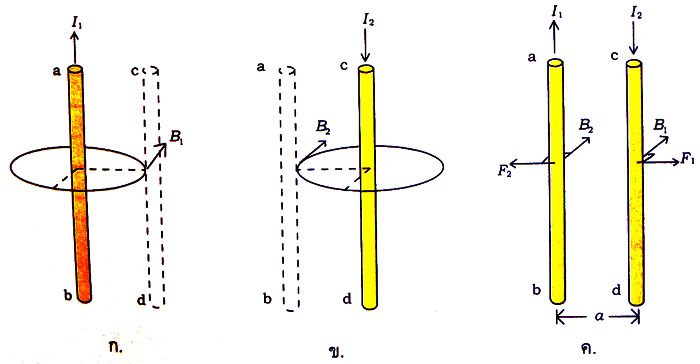 I₁
a
c
B₁
b
d
ก.
I₂
a
c
B₂
b
d
ข.
I₁
I₂
a
c
B₂
B₁
F₂
F₁
b
d
a
ค.